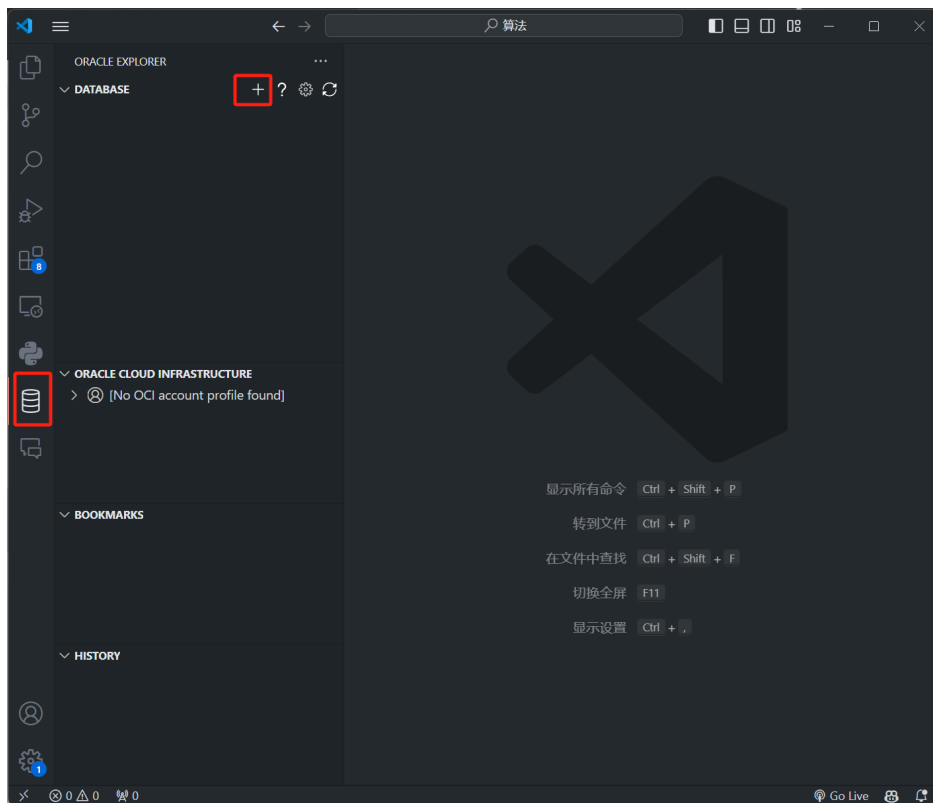 算法
ORACLE EXPLORER
DATABASE
8
ORACLE CLOUD INFRASTRUCTURE
[No OCI account profile found]
显示所有命令 Ctrl + Shift + P
转到文件 Ctrl + P
BOOKMARKS
在文件中查找 Ctrl + Shift + F
切换全屏 F11
显示设置 Ctrl + ,
HISTORY
1
0 0 0
Go Live